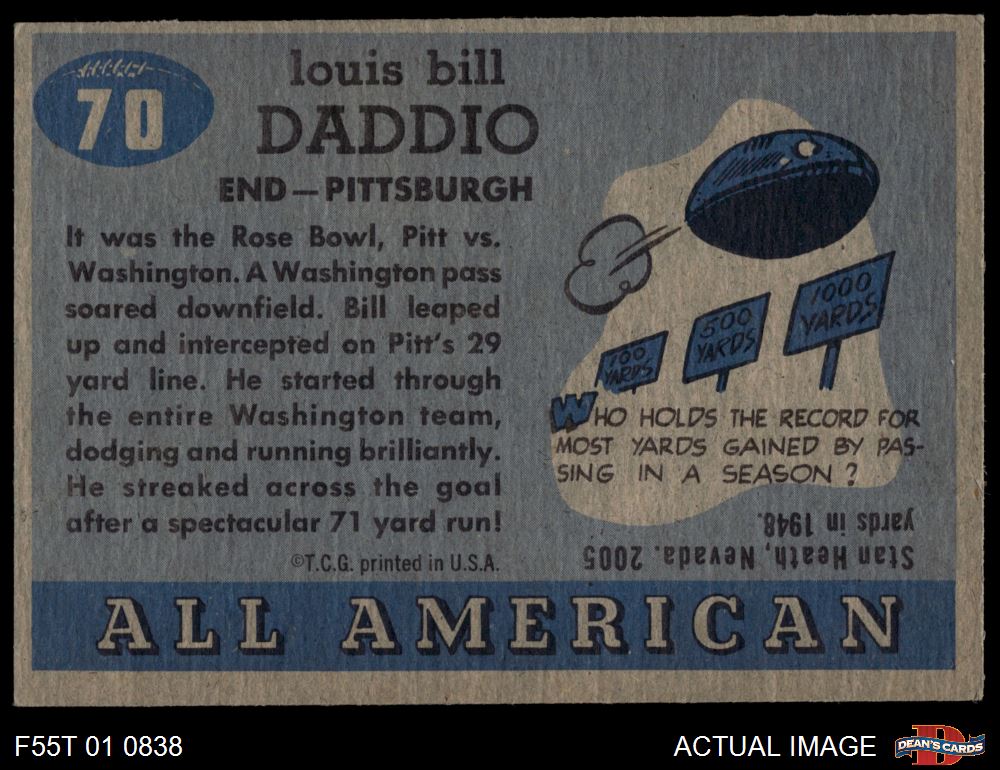 70
louis bill
DADDIO
END—PITTSBURGH
It was the Rose Bowl, Pitt vs.
Washington. A Washington pass
soared downfield. Bill leaped
up and intercepted on Pitt's 29
yard line. He started through
the entire Washington team,
dodging and running brilliantly.
He streaked across the goal
after a spectacular 71 yard run!
©T.C.G. printed in U.S.A.
100
YARDS
500
YARDS
1000
YARDS
WHO HOLDS THE RECORD FOR
MOST YARDS GAINED BY PAS-
SING IN A SEASON?
Stan Heath, Nevada. 2005
yards in 1948.
ALL AMERICAN
F55T 01 0838
ACTUAL IMAGE
D
DEAN'S CARDS